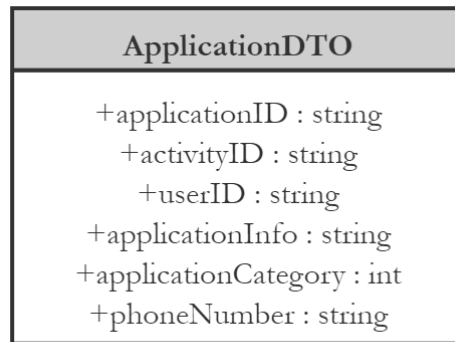 ApplicationDTO
+applicationID : string
+activityID : string
+userID : string
+applicationInfo : string
+applicationCategory : int
+phoneNumber : string